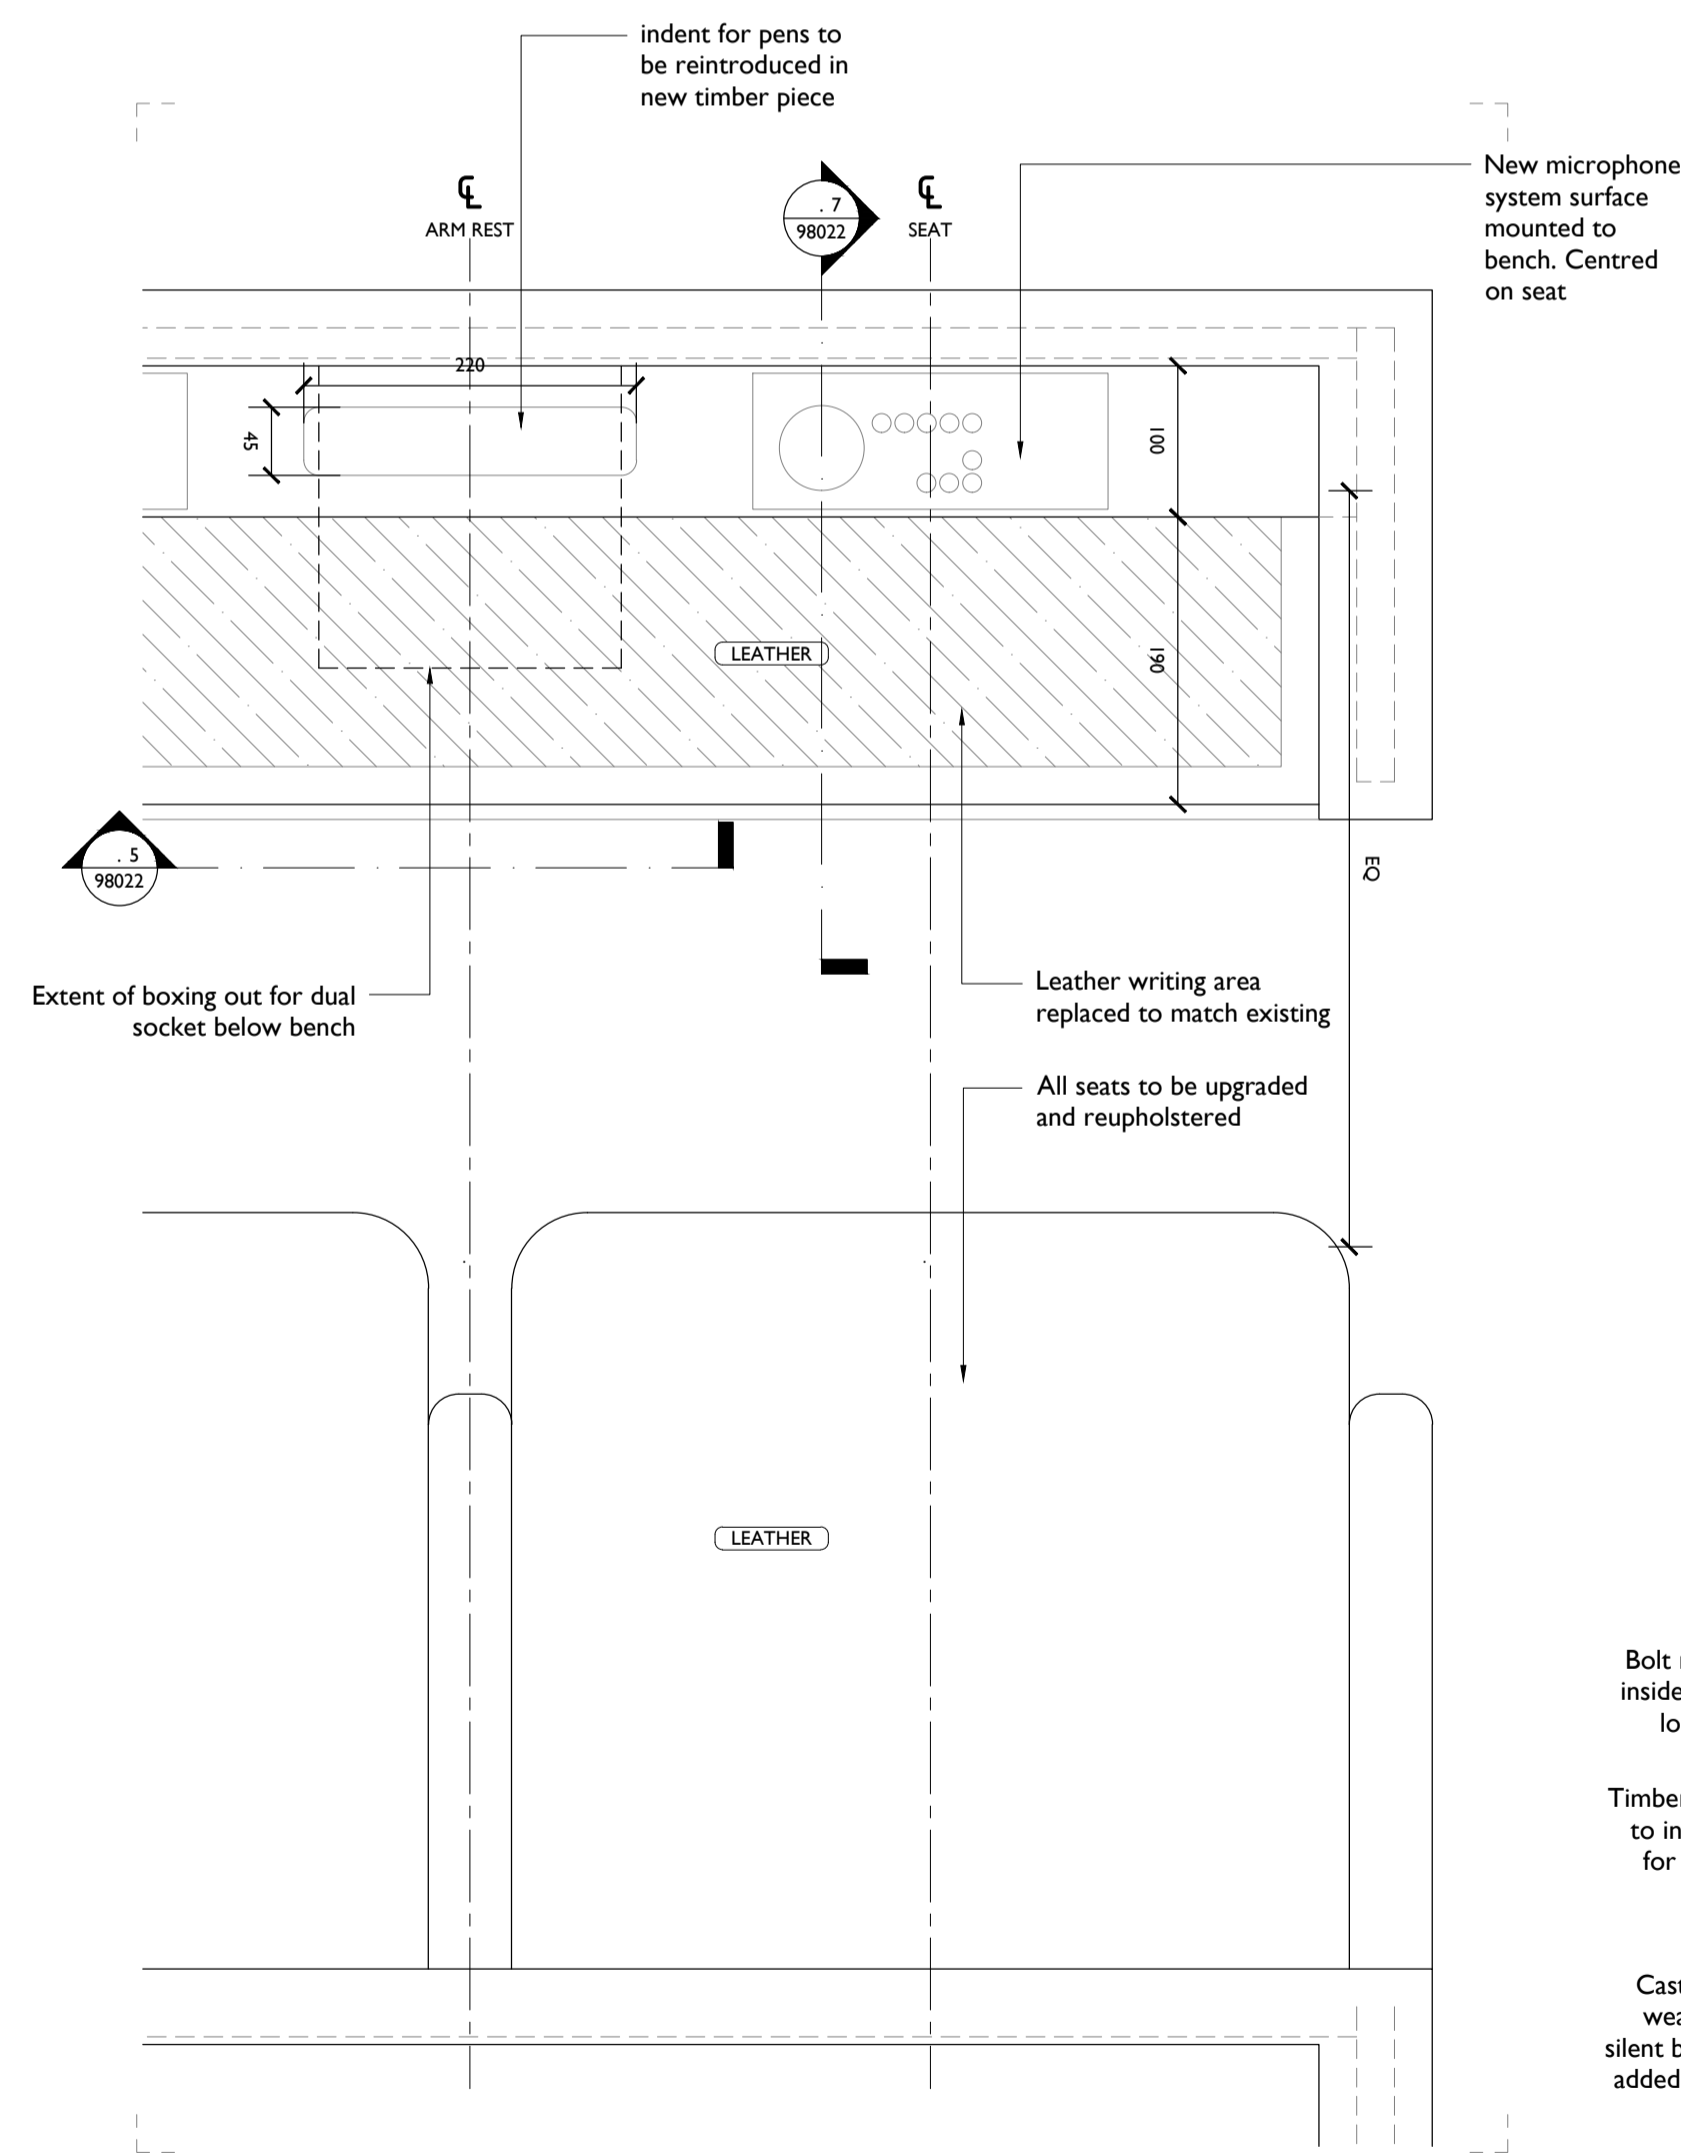 indent for pens to
be reintroduced in
new timber piece
New microphone
system surface
mounted to
bench. Centred
on seat
ARM REST
SEAT
. 7
98022
220
45
100
LEATHER
190
. 5
98022
EQ
Extent of boxing out for dual
socket below bench
Leather writing area
replaced to match existing
All seats to be upgraded
and reupholstered
LEATHER
Bolt
inside
lo
Timber
to in
for
Cast
wea
silent b
added